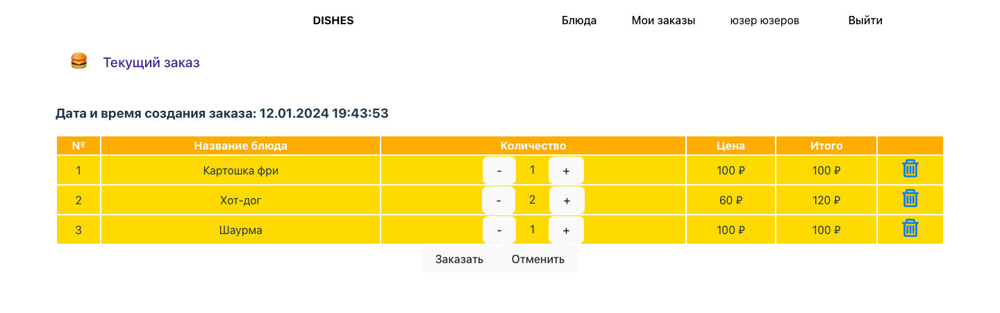 DISHES Блюда Мои заказы юзер юзеров Выйти
Текущий заказ
Дата и время создания заказа: 12.01.2024 19:43:53
№ Название блюда Количество Цена Итого
1 Картошка фри - 1 + 100 ₽ 100 ₽
2 Хот-дог - 2 + 60 ₽ 120 ₽
3 Шаурма - 1 + 100 ₽ 100 ₽
Заказать Отменить